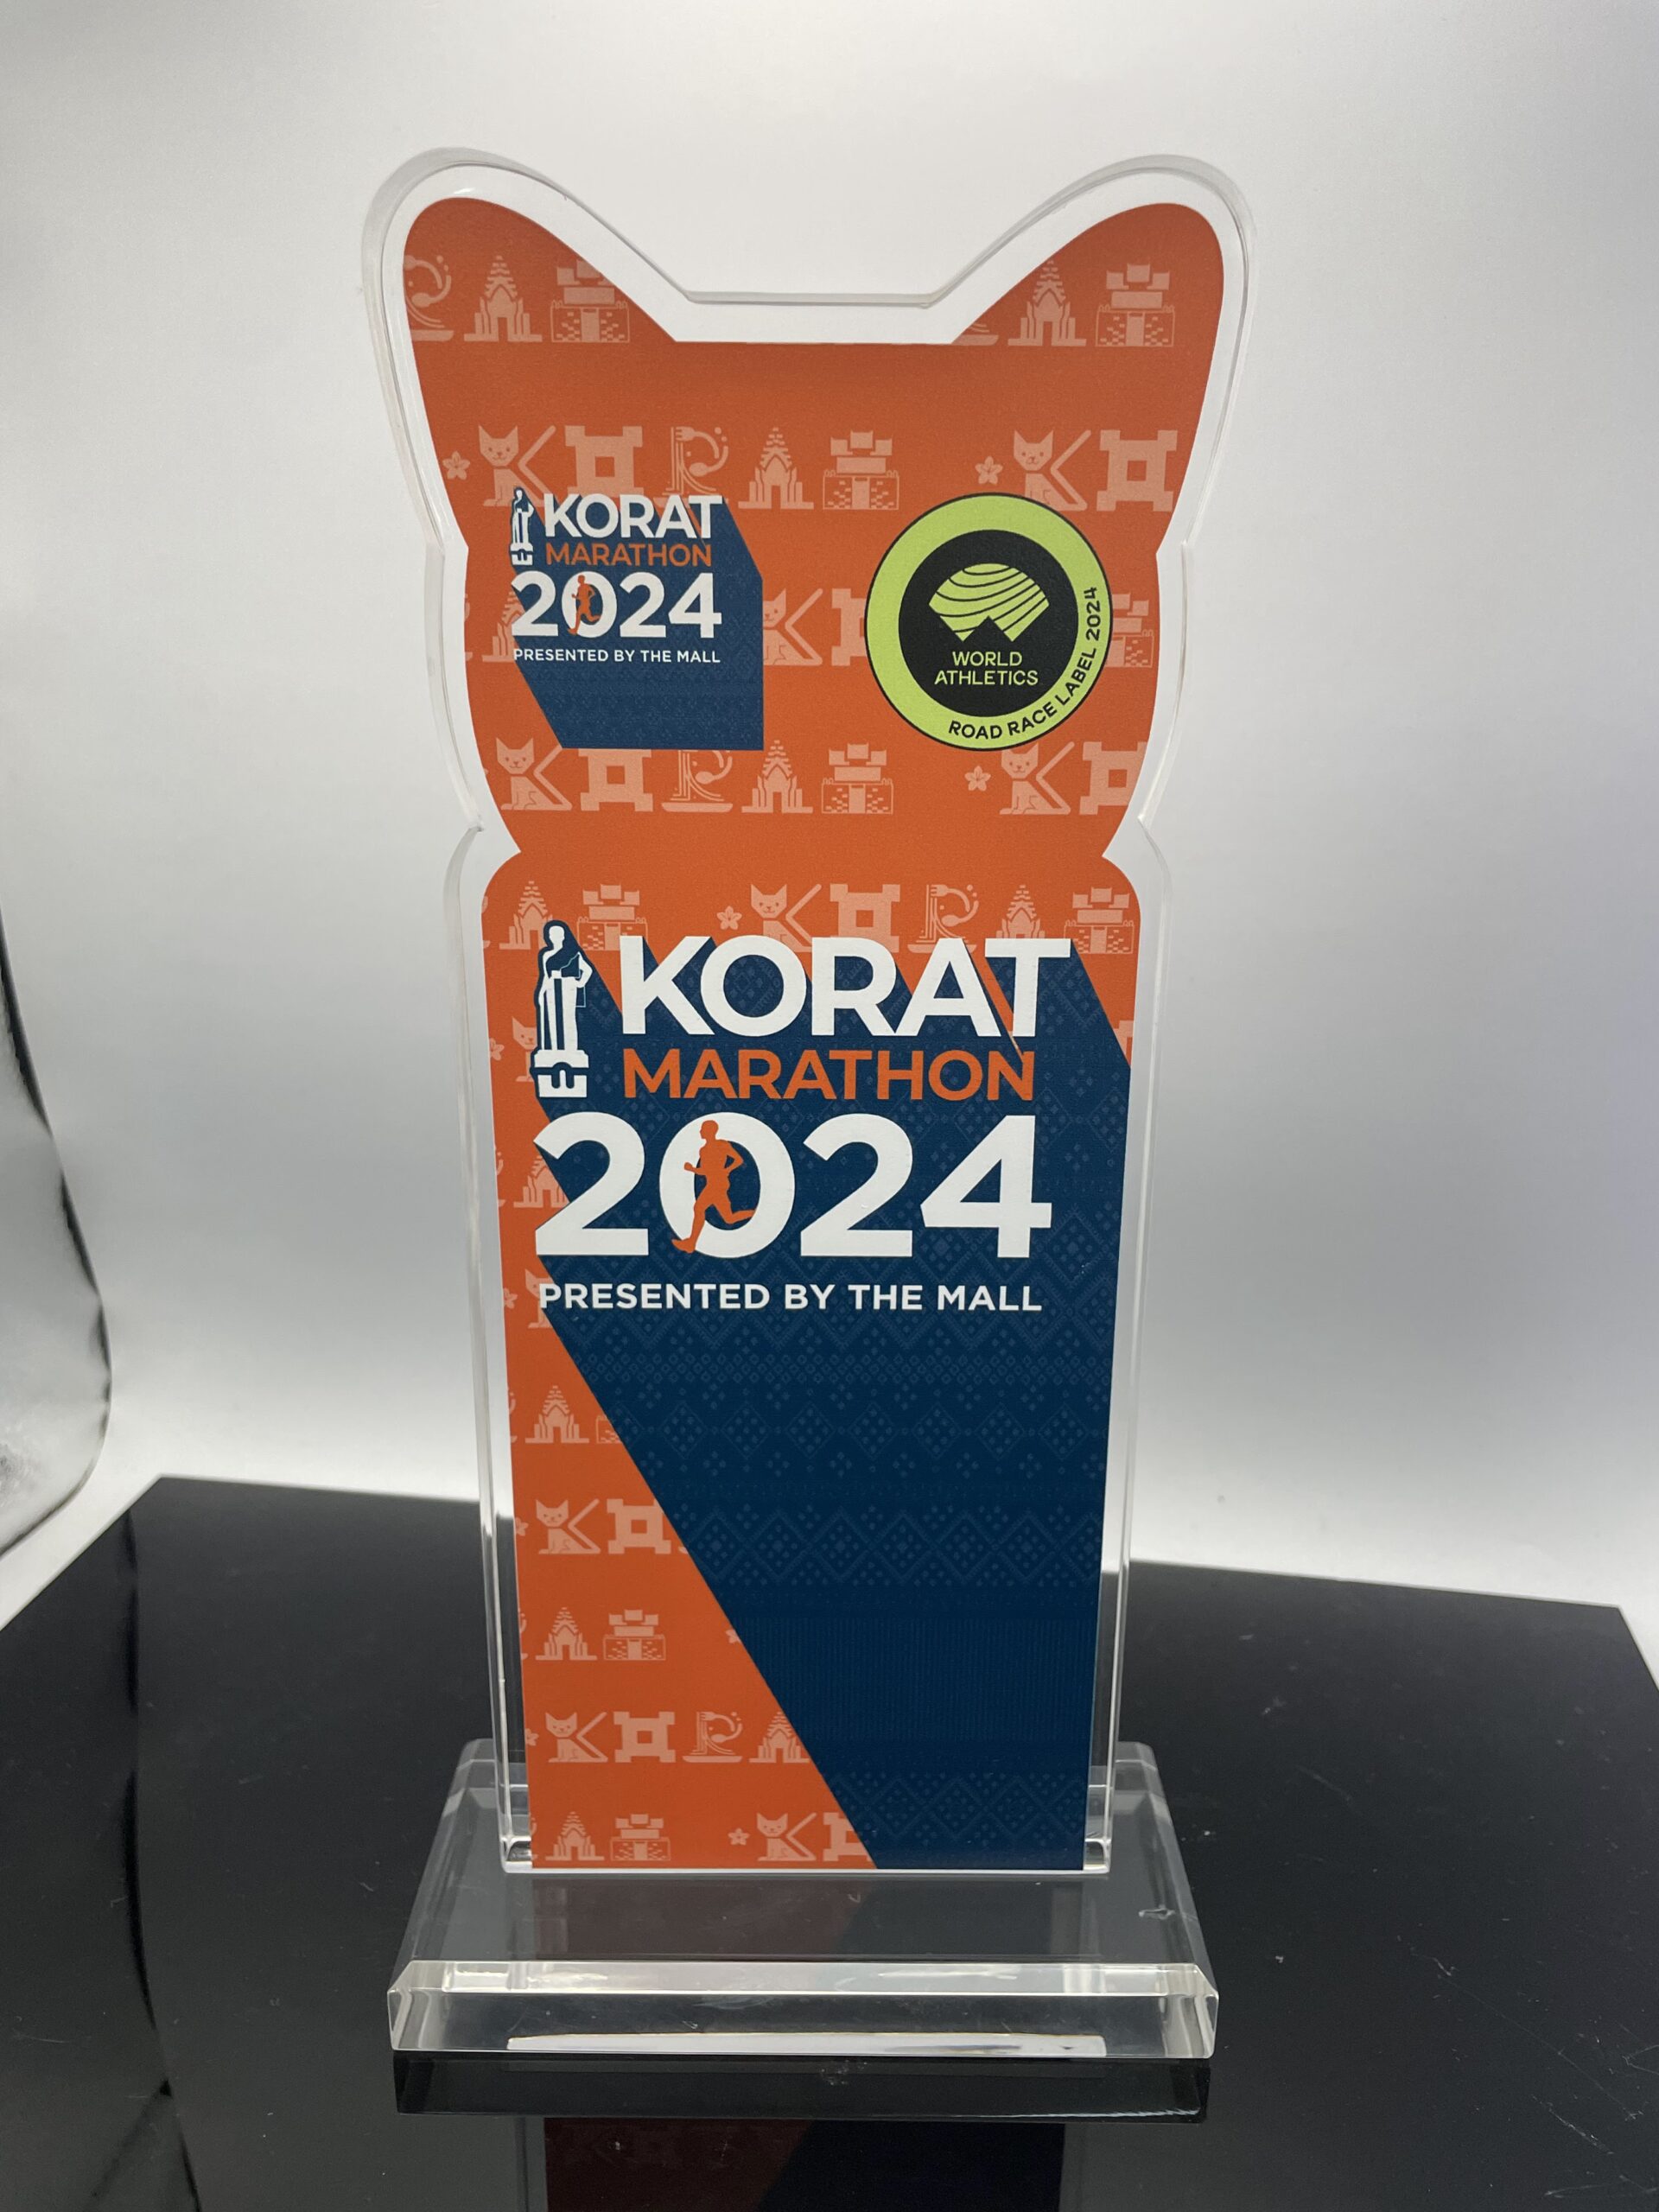 KORAT
MARATHON
2024
PRESENTED BY THE MALL
WORLD
ATHLETICS
ROAD RACE LABEL 2024
KORAT
MARATHON
2024
PRESENTED BY THE MALL